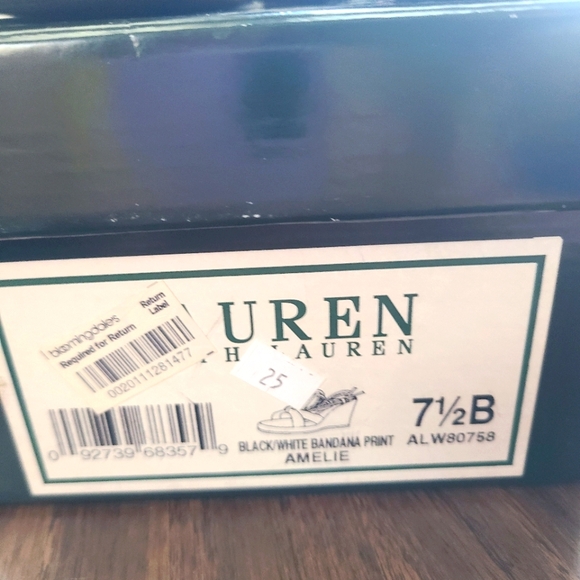 UREN
H LAUREN
bloomingdale's
Return
Label
Required for Return
0020111281477
25
7½B
ALW80758
0 92739 68357 9
BLACK/WHITE BANDANA PRINT
AMELIE